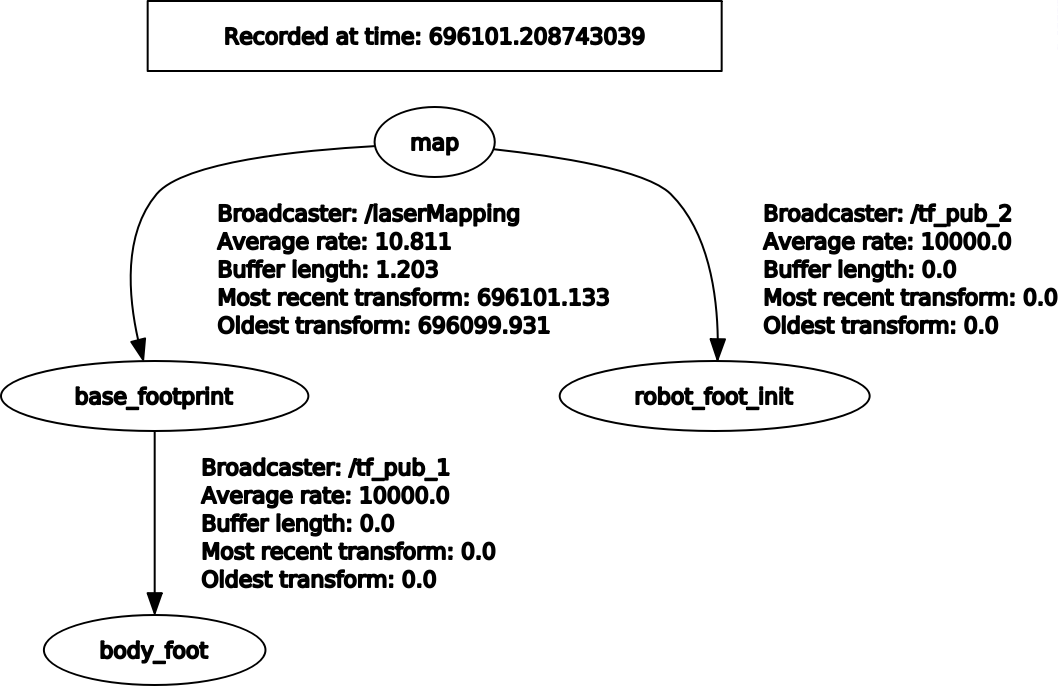 Recorded at time: 696101.208743039
map
Broadcaster: /laserMapping
Average rate: 10.811
Buffer length: 1.203
Most recent transform: 696101.133
Oldest transform: 696099.931
Broadcaster: /tf_pub_2
Average rate: 10000.0
Buffer length: 0.0
Most recent transform: 0.0
Oldest transform: 0.0
base_footprint
robot_foot_init
Broadcaster: /tf_pub_1
Average rate: 10000.0
Buffer length: 0.0
Most recent transform: 0.0
Oldest transform: 0.0
body_foot